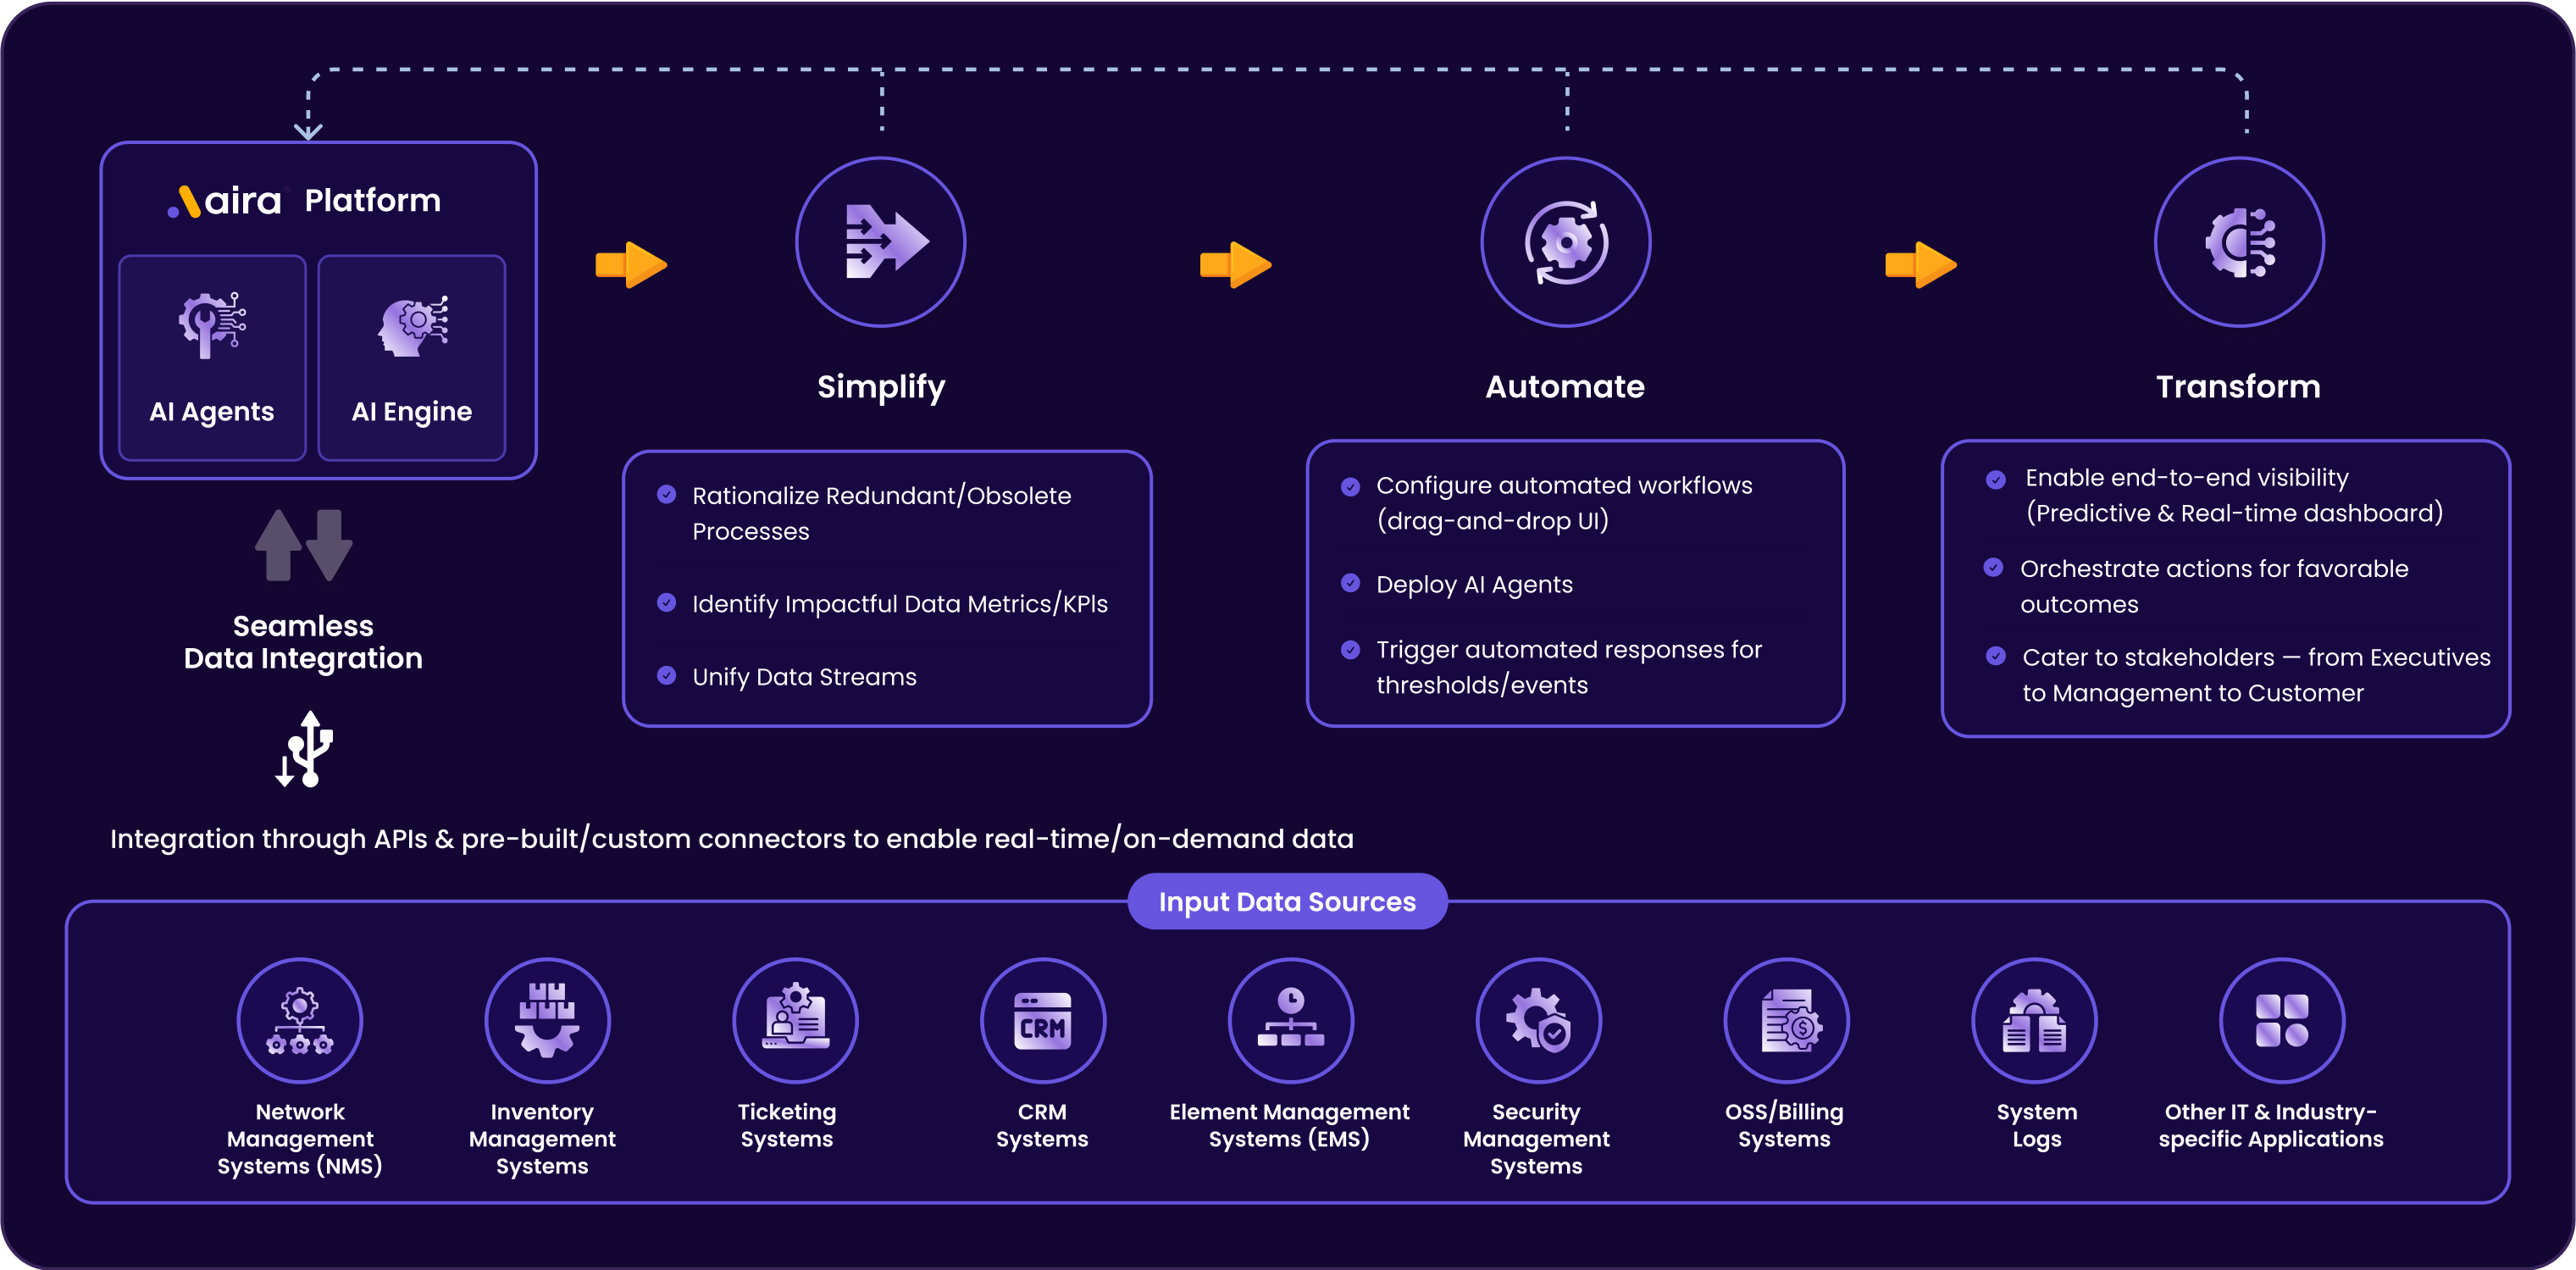 aira Platform
AI Agents
AI Engine
Seamless
Data Integration
Simplify
Rationalize Redundant/Obsolete
Processes
Identify Impactful Data Metrics/KPIs
Unify Data Streams
Automate
Configure automated workflows
(drag-and-drop UI)
Deploy AI Agents
Trigger automated responses for
thresholds/events
Transform
Enable end-to-end visibility
(Predictive & Real-time dashboard)
Orchestrate actions for favorable
outcomes
Cater to stakeholders — from Executives
to Management to Customer
Integration through APIs & pre-built/custom connectors to enable real-time/on-demand data
Input Data Sources
Network
Management
Systems (NMS)
Inventory
Management
Systems
Ticketing
Systems
CRM
CRM
Systems
Element Management
Systems (EMS)
Security
Management
Systems
$
OSS/Billing
Systems
System
Logs
Other IT & Industry-
specific Applications